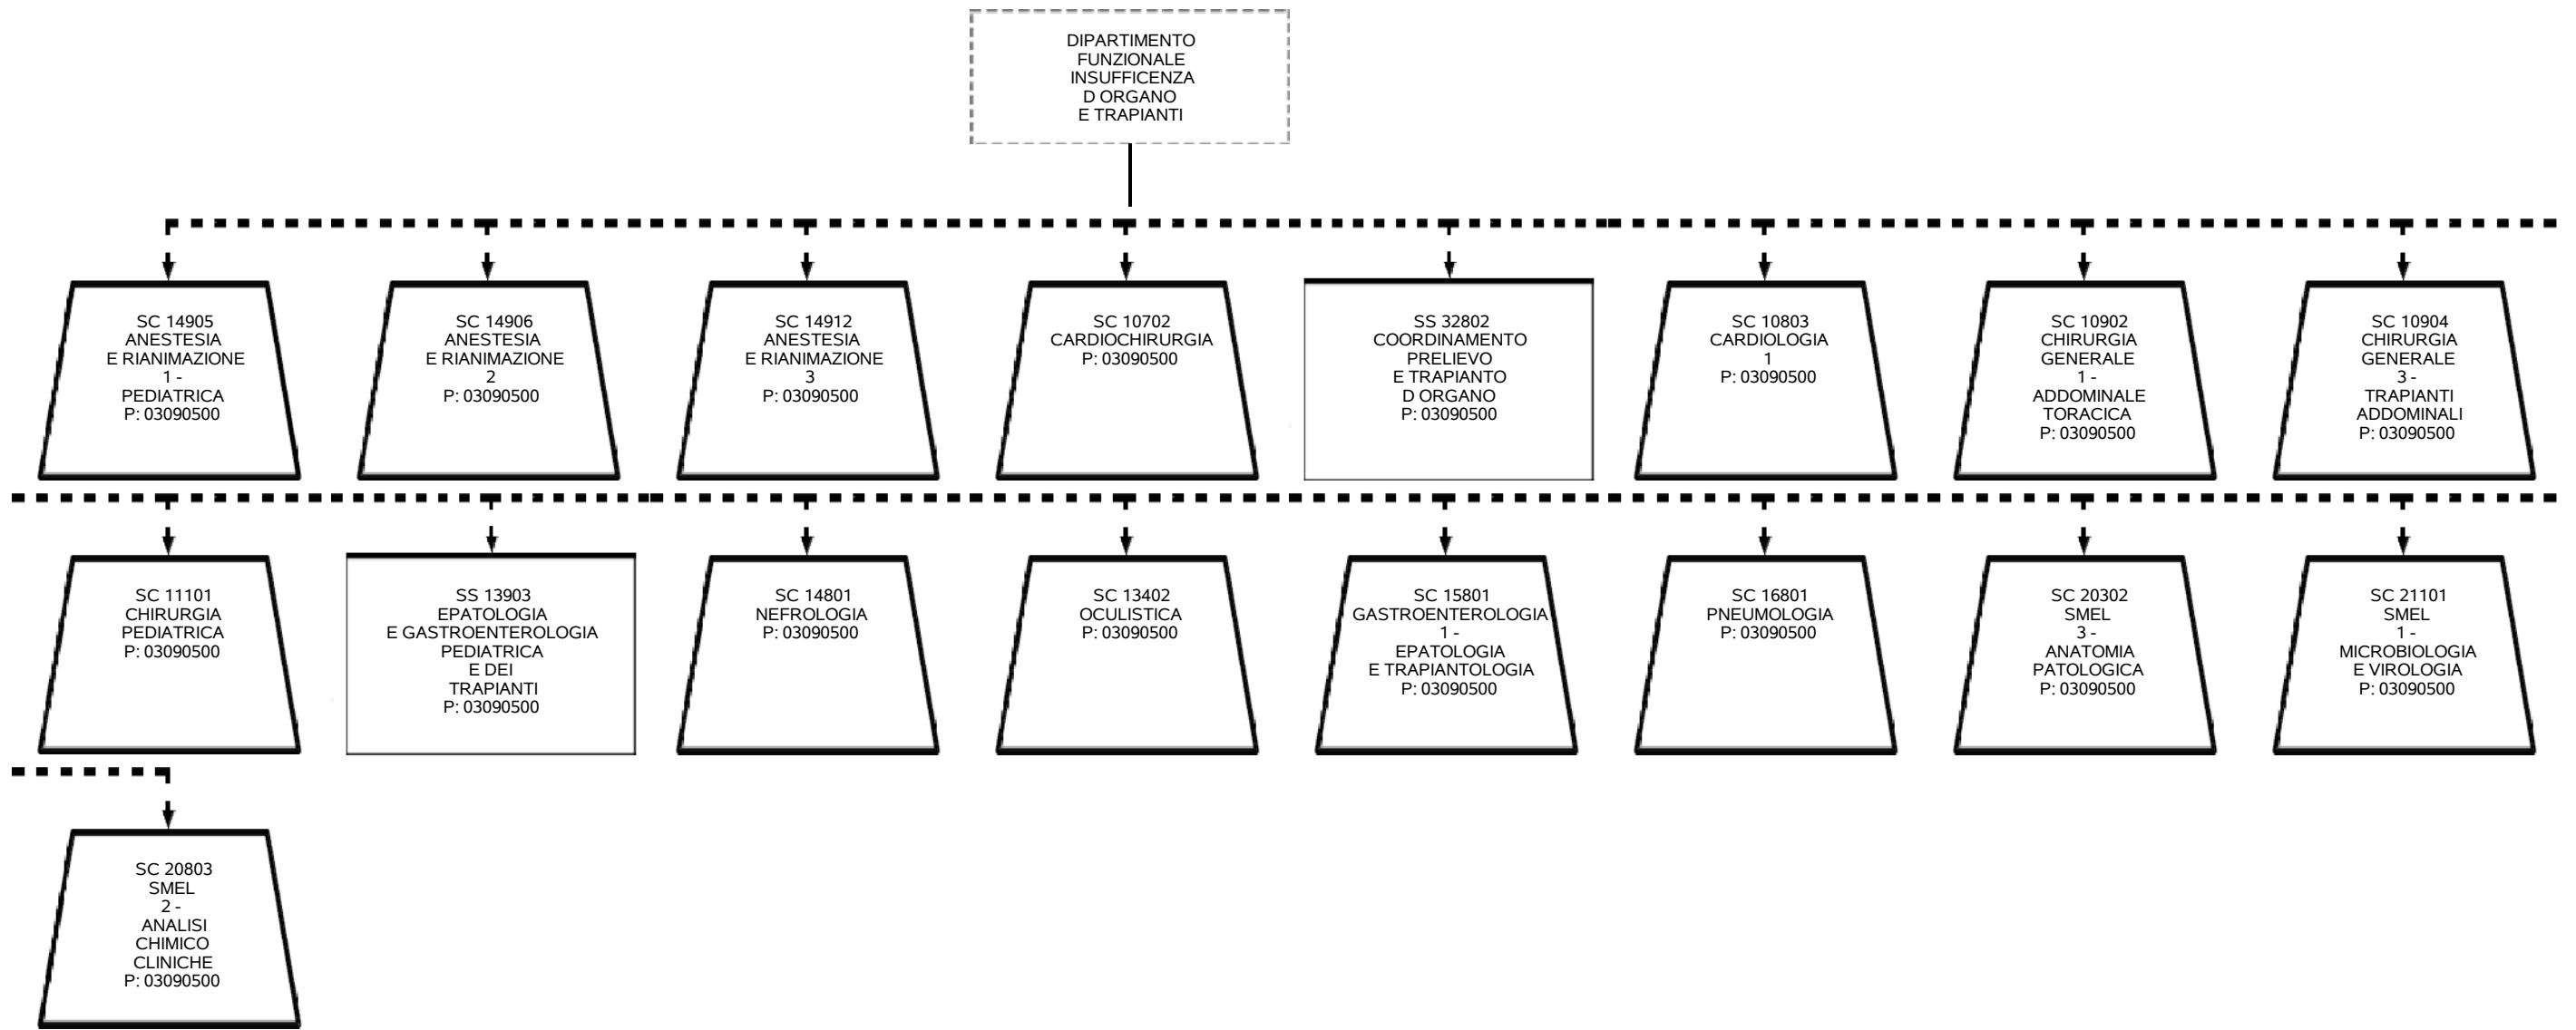 DIPARTIMENTO
FUNZIONALE
INSUFFICENZA
D ORGANO
E TRAPIANTI
SC 14905
ANESTESIA
E RIANIMAZIONE
1 -
PEDIATRICA
P: 03090500
SC 14906
ANESTESIA
E RIANIMAZIONE
2
P: 03090500
SC 14912
ANESTESIA
E RIANIMAZIONE
3
P: 03090500
SC 10702
CARDIOCHIRURGIA
P: 03090500
SS 32802
COORDINAMENTO
PRELIEVO
E TRAPIANTO
D ORGANO
P: 03090500
SC 10803
CARDIOLOGIA
1
P: 03090500
SC 10902
CHIRURGIA
GENERALE
1 -
ADDOMINALE
TORACICA
P: 03090500
SC 10904
CHIRURGIA
GENERALE
3 -
TRAPIANTI
ADDOMINALI
P: 03090500
SC 11101
CHIRURGIA
PEDIATRICA
P: 03090500
SS 13903
EPATOLOGIA
E GASTROENTEROLOGIA
PEDIATRICA
E DEI
TRAPIANTI
P: 03090500
SC 14801
NEFROLOGIA
P: 03090500
SC 13402
OCULISTICA
P: 03090500
SC 15801
GASTROENTEROLOGIA
1 -
EPATOLOGIA
E TRAPIANTOLOGIA
P: 03090500
SC 16801
PNEUMOLOGIA
P: 03090500
SC 20302
SMEL
3 -
ANATOMIA
PATOLOGICA
P: 03090500
SC 21101
SMEL
1 -
MICROBIOLOGIA
E VIROLOGIA
P: 03090500
SC 20803
SMEL
2 -
ANALISI
CHIMICO
CLINICHE
P: 03090500